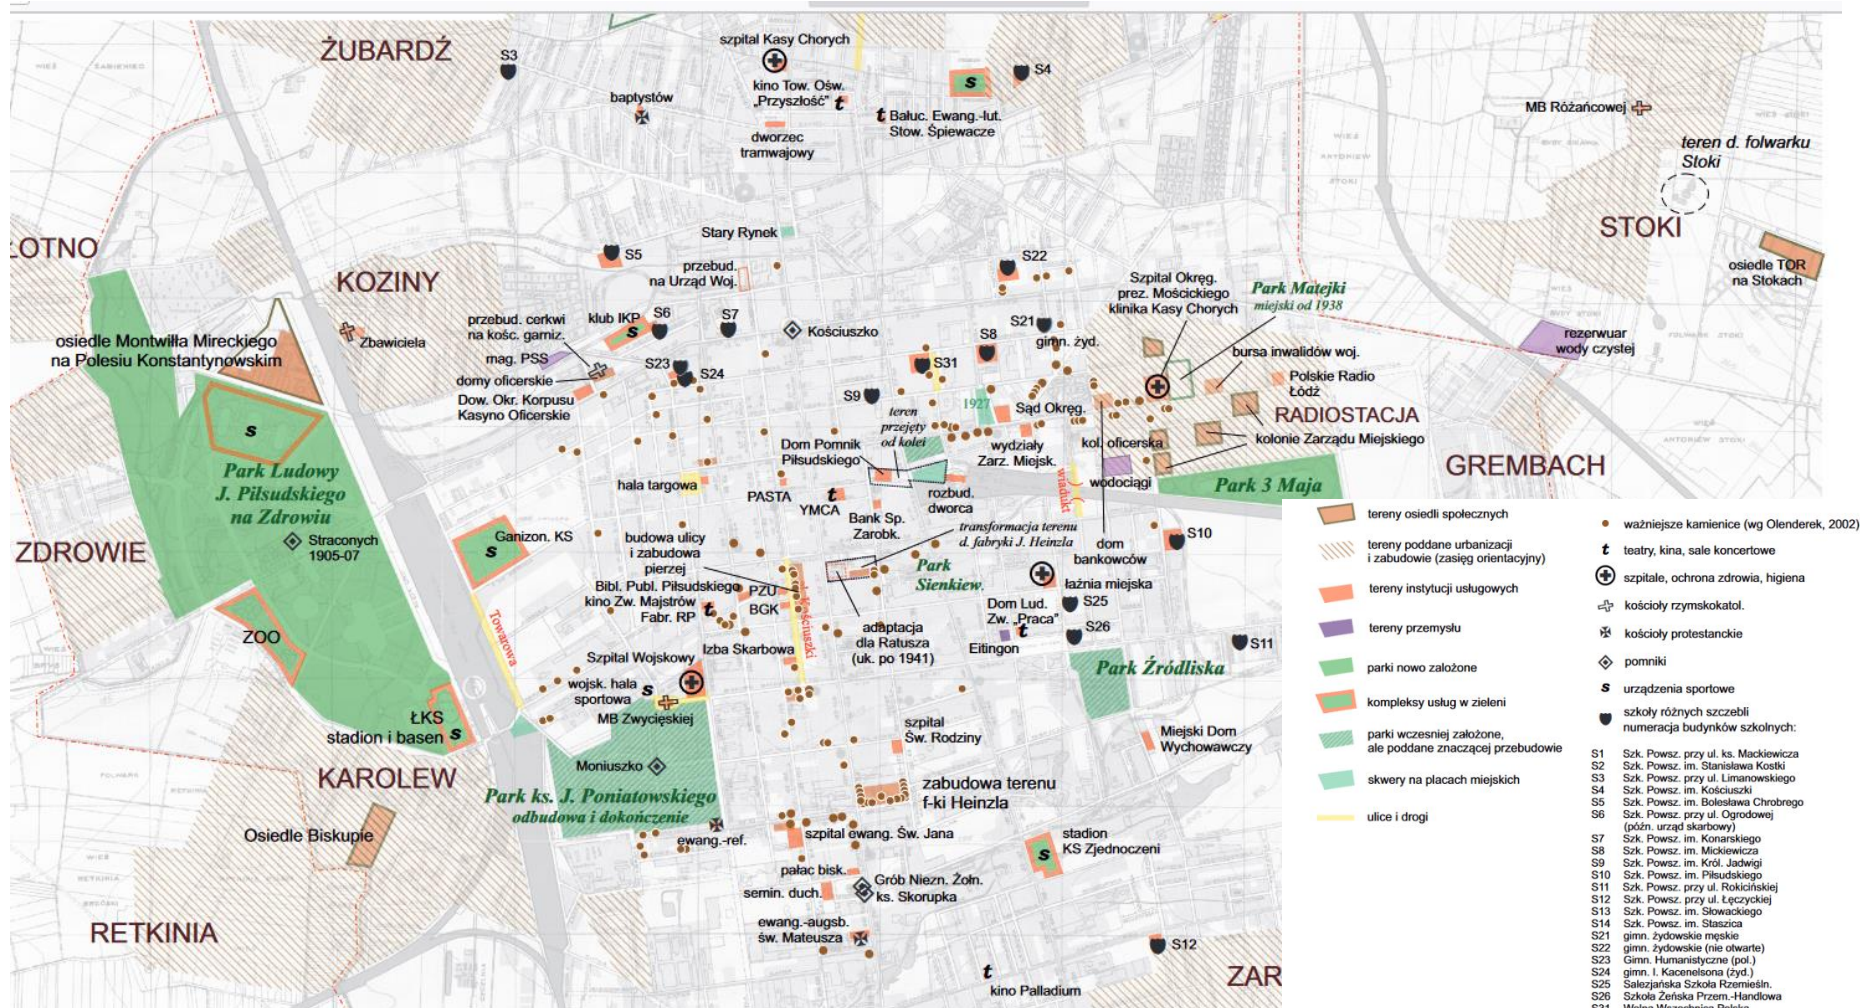 ŻUBARDŹ
S3
szpital Kasy Chorych
kino Tow. Ośw.
„Przyszłość” t
baptystów
dworzec
tramwajowy
t Bałuc. Ewang.-lut.
Stow. Śpiewacze
s
S4
MB Różańcowej
teren d. folwarku
Stoki
STOKI
osiedle TOR
na Stokach
ŁOTNO
KOZINY
Stary Rynek
S5
przebud.
na Urząd Woj.
S22
Szpital Okręg.
prez. Mościckiego
klinika Kasy Chorych
Park Matejki
miejski od 1938
rezerwuar
wody czystej
osiedle Montwiłła Mireckiego
na Polesiu Konstantynowskim
Zbawiciela
przebud. cerkwi
na kośc. garniz.
klub IKP
s
S6
S7
Kościuszko
S21
gimn. żyd.
S8
mag. PSS
domy oficerskie
Dow. Okr. Korpusu
Kasyno Oficerskie
S23
S24
S31
S9
bursa inwalidów woj.
Polskie Radio
Łódź
RADIOSTACJA
kolonie Zarządu Miejskiego
GREMBACH
1927
Sąd Okręg.
teren
przejęty
od kolei
wydziały
Zarz. Miejsk.
kol. oficerska
wodociągi
wiadukt
Park 3 Maja
s
Park Ludowy
J. Piłsudskiego
na Zdrowiu
Straconych
1905-07
ZDROWIE
Dom Pomnik
Piłsudskiego
hala targowa
PASTA
t
YMCA
Bank Sp.
Zarobk.
rozbud.
dworca
transformacja terenu
d. fabryki J. Heinzla
dom
bankowców
S10
s
Ganizon. KS
budowa ulicy
i zabudowa
pierzej
Bibl. Publ. Piłsudskiego
kino Zw. Majstrów
Fabr. RP
t
PZU
BGK
al. Kościuszki
Park
Sienkiew.
łaźnia miejska
Dom Lud.
Zw. „Praca”
t
Eitingon
S25
S26
S11
adaptacja
dla Ratusza
(uk. po 1941)
ZOO
Towarowa
Izba Skarbowa
Szpital Wojskowy
wojsk. hala
sportowa
s
MB Zwycięskiej
Park Źródliska
ŁKS
stadion i basen
s
KAROLEW
Moniuszko
Park ks. J. Poniatowskiego
odbudowa i dokończenie
szpital
Św. Rodziny
Miejski Dom
Wychowawczy
zabudowa terenu
f-ki Heinzla
Osiedle Biskupie
ewang.-ref.
szpital ewang. Św. Jana
stadion
KS Zjednoczeni
s
pałac bisk.
semin. duch.
Grób Niezn. Żołn.
ks. Skorupka
RETKINIA
ewang.-augsb.
św. Mateusza
S12
t
kino Palladium
ZAR
tereny osiedli społecznych
tereny poddane urbanizacji
i zabudowie (zasięg orientacyjny)
tereny instytucji usługowych
tereny przemysłu
parki nowo założone
kompleksy usług w zieleni
parki wczesniej założone,
ale poddane znaczącej przebudowie
skwery na placach miejskich
ulice i drogi
ważniejsze kamienice (wg Olenderek, 2002)
t teatry, kina, sale koncertowe
szpitale, ochrona zdrowia, higiena
kościoły rzymskokatol.
kościoły protestanckie
pomniki
s urządzenia sportowe
szkoły różnych szczebli
numeracja budynków szkolnych:
S1 Szk. Powsz. przy ul. ks. Mackiewicza
S2 Szk. Powsz. im. Stanisława Kostki
S3 Szk. Powsz. przy ul. Limanowskiego
S4 Szk. Powsz. im. Kościuszki
S5 Szk. Powsz. im. Bolesława Chrobrego
S6 Szk. Powsz. przy ul. Ogrodowej
(późn. urząd skarbowy)
S7 Szk. Powsz. im. Konarskiego
S8 Szk. Powsz. im. Mickiewicza
S9 Szk. Powsz. im. Król. Jadwigi
S10 Szk. Powsz. im. Piłsudskiego
S11 Szk. Powsz. przy ul. Rokicińskiej
S12 Szk. Powsz. przy ul. Łęczyckiej
S13 Szk. Powsz. im. Słowackiego
S14 Szk. Powsz. im. Staszica
S21 gimn. żydowskie męskie
S22 gimn. żydowskie (nie otwarte)
S23 Gimn. Humanistyczne (pol.)
S24 gimn. I. Kacenelsona (żyd.)
S25 Salezjańska Szkoła Rzemieśln.
S26 Szkoła Żeńska Przem.-Handlowa
S31 Wolna Wszechnica Polska